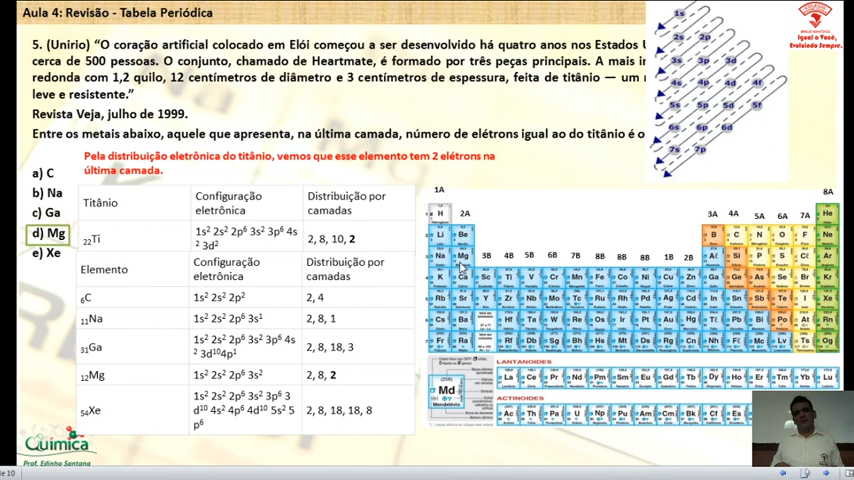 Aula 4: Revisão - Tabela Periódica
5. (Unirio) “O coração artificial colocado em Elói começou a ser desenvolvido há quatro anos nos Estados U
cerca de 500 pessoas. O conjunto, chamado de Heartmate, é formado por três peças principais. A mais i
redonda com 1,2 quilo, 12 centímetros de diâmetro e 3 centímetros de espessura, feita de titânio — um
leve e resistente.”
Revista Veja, julho de 1999.
Entre os metais abaixo, aquele que apresenta, na última camada, número de elétrons igual ao do titânio é o
Igual a Você,
Evoluindo Sempre.
1s
2s 2p
3s 3p 3d
4s 4p 4d 4f
5s 5p 5d 5f
6s 6p 6d
7s 7p
a) C
b) Na
c) Ga
d) Mg
e) Xe
Pela distribuição eletrônica do titânio, vemos que esse elemento tem 2 elétrons na
última camada.
Titânio Configuração eletrônica Distribuição por camadas
22Ti 1s2 2s2 2p6 3s2 3p6 4s
2 3d2 2, 8, 10, 2
Elemento Configuração eletrônica Distribuição por camadas
6C 1s2 2s2 2p2 2, 4
11Na 1s2 2s2 2p6 3s1 2, 8, 1
31Ga 1s2 2s2 2p6 3s2 3p6 4s
2 3d104p1 2, 8, 18, 3
12Mg 1s2 2s2 2p6 3s2 2, 8, 2
54Xe 1s2 2s2 2p6 3s2 3p6 3
d10 4s2 4p6 4d10 5s2 5
p6 2, 8, 18, 18, 8
1A 8A
H 2A 3A 4A 5A 6A 7A He
Li Be B C N O F Ne
Na Mg 3B 4B 5B 6B 7B 8B 1B 2B Si P S Ar
K Ca Sc Ti V Cr Mn Fe Co Ni Cu Zn Ga Ge As Se Br Kr
Rb Sr Y Zr Nb Mo Tc Ru Rh Pd Ag Cd In Sn Sb Te I Xe
Cs Ba Hf Ta W Re Os Ir Pt Au Hg Tl Pb Bi Po At Rn
Fr Ra Rf Db Sg Bh Hs Mt Ds Rg Cn Nh Fl Mc Lv Ts Og
LANTANOIDES
La Ce Pr Nd Pm Sm Eu Gd Tb Dy Ho Er Tm Yb Lu
ACTINOIDES
Ac Th Pa U Np Pu Am Cm Bk Cf Es
(258)
Md
101
Mendelévio
Química
Prof. Edinho Santana
de 10